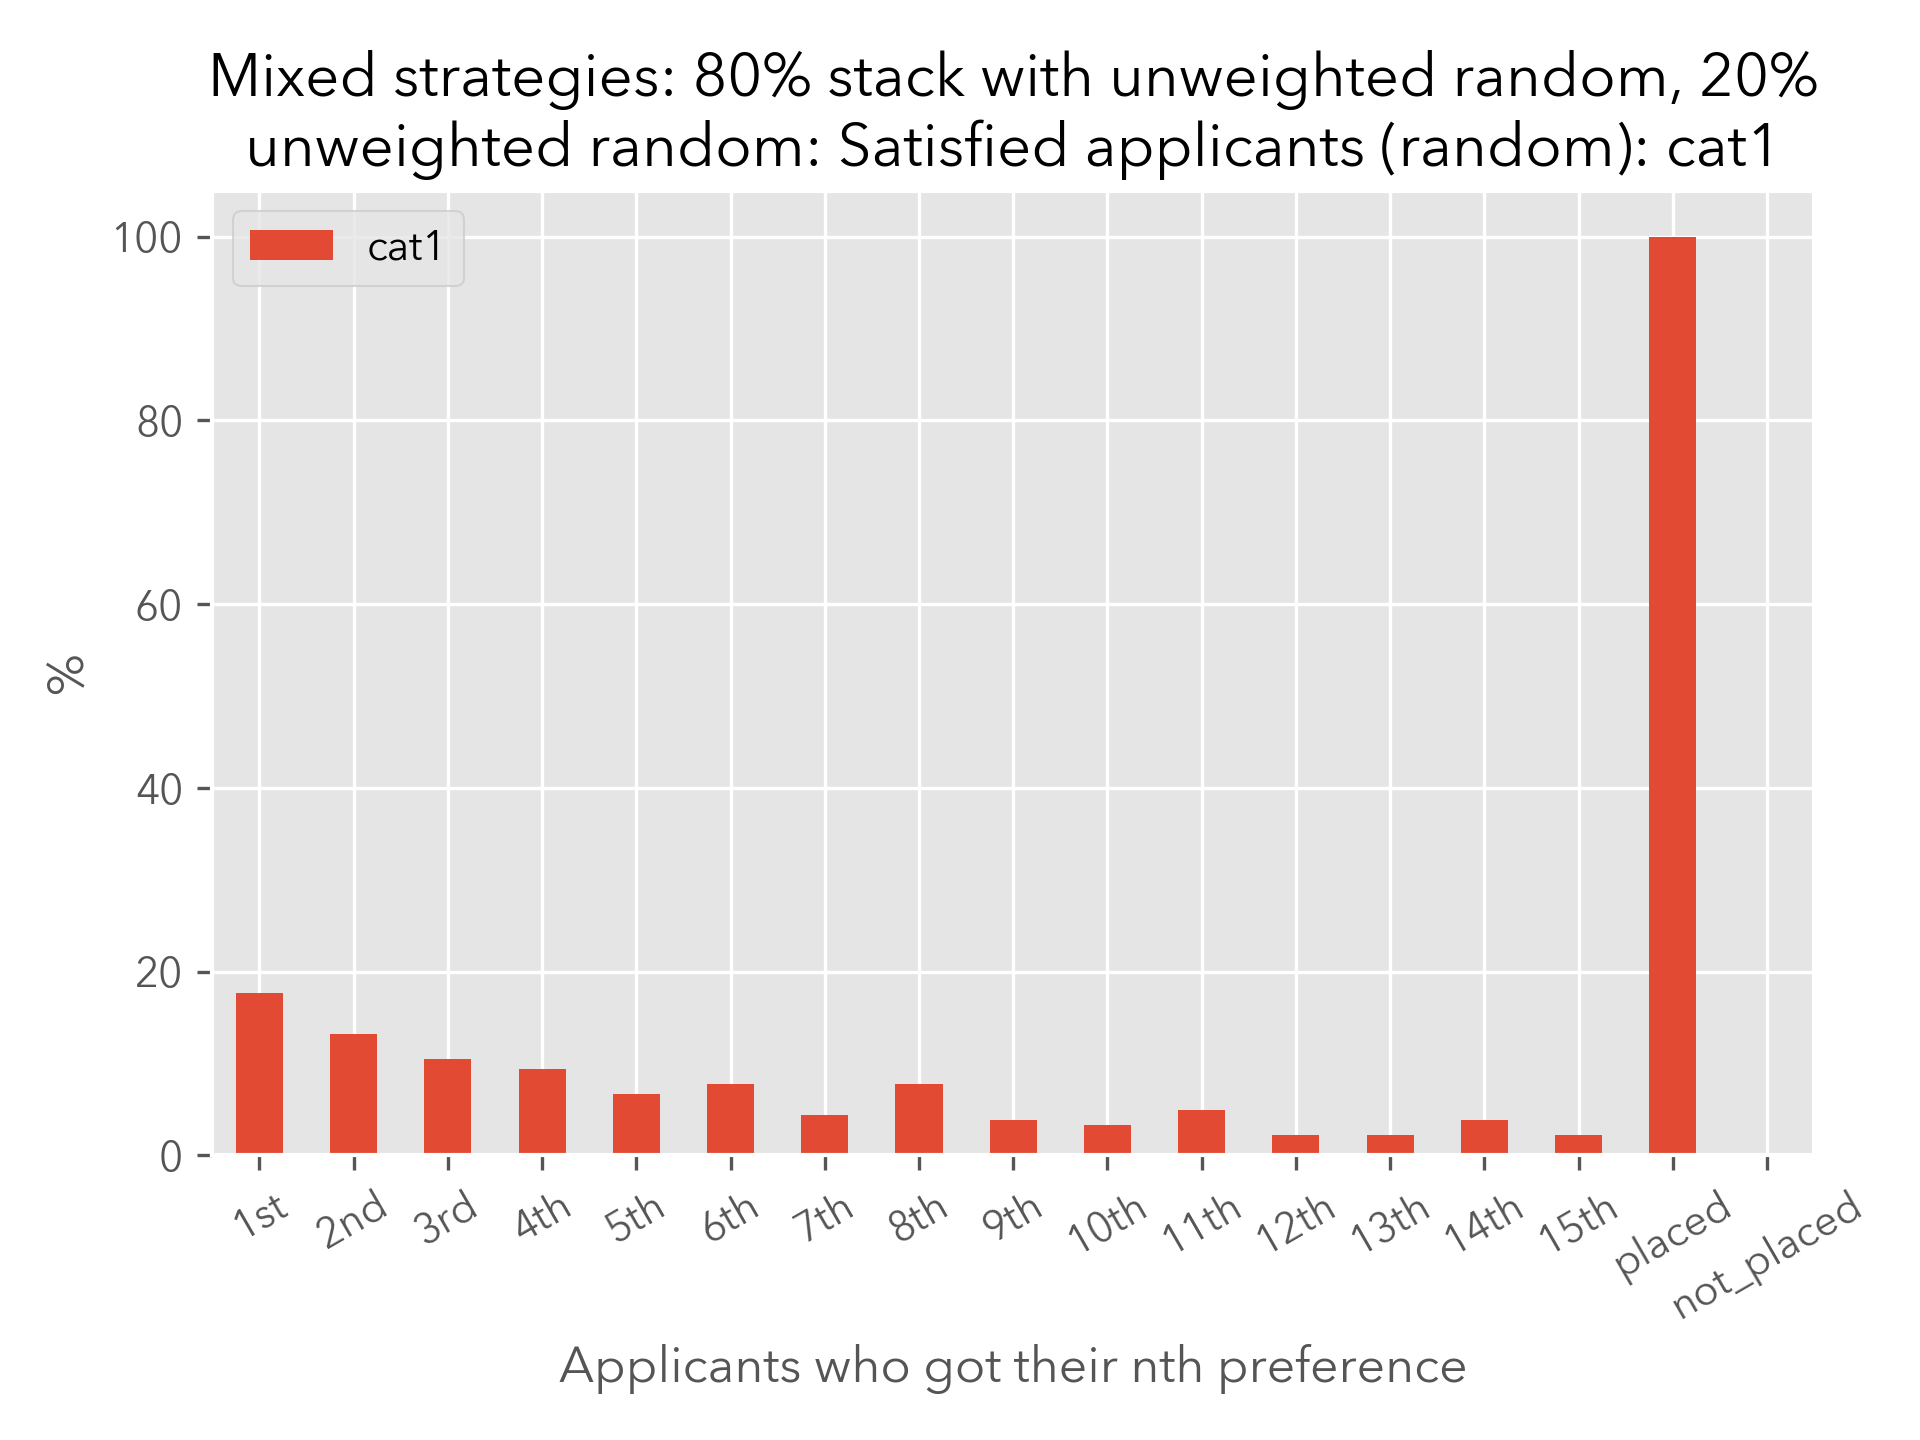 Mixed strategies: 80% stack with unweighted random, 20%
unweighted random: Satisfied applicants (random): cat1
cat1
100
80
60
40
20
0
%
1st
2nd
3rd
4th
5th
6th
7th
8th
9th
10th
11th
12th
13th
14th
15th
placed
not_placed
Applicants who got their nth preference